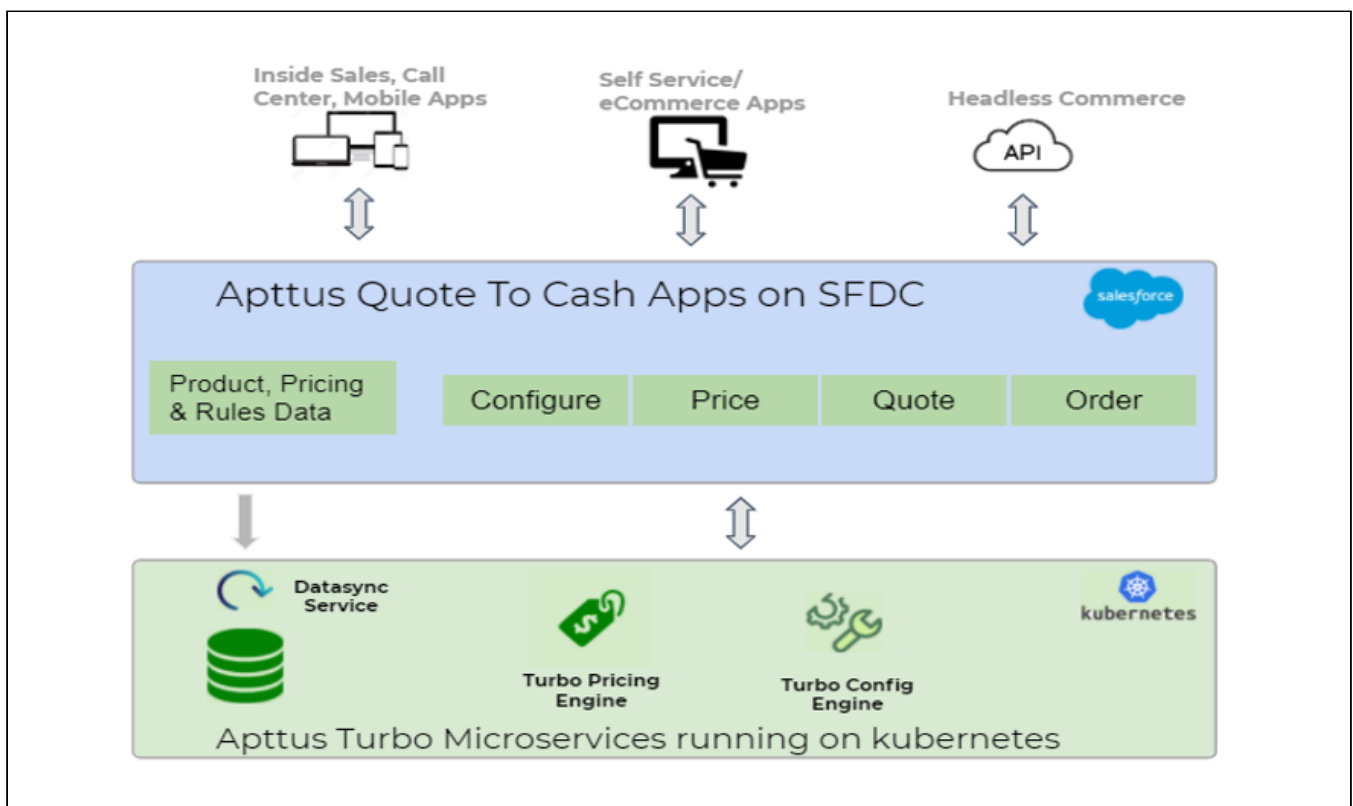 Inside Sales, Call
Center, Mobile Apps
Self Service/
eCommerce Apps
Headless Commerce
API
Apttus Quote To Cash Apps on SFDC
salesforce
Product, Pricing
& Rules Data
Configure
Price
Quote
Order
Datasync
Service
kubernetes
$
Turbo Pricing
Engine
Turbo Config
Engine
Apttus Turbo Microservices running on kubernetes